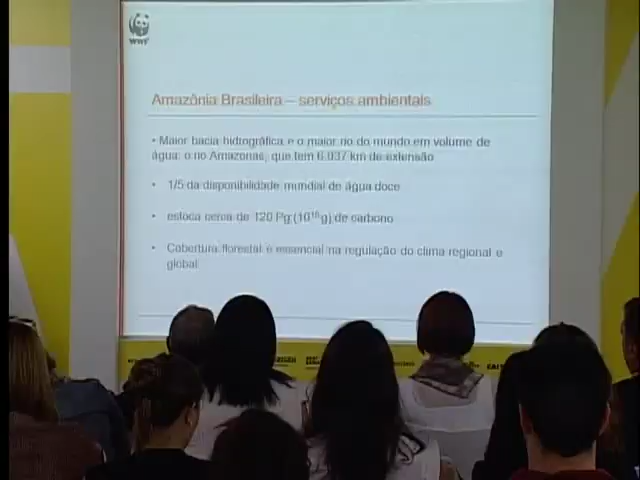 WWF
Amazônia Brasileira – serviços ambientais
• Maior bacia hidrográfica e o maior rio do mundo em volume de
água: o rio Amazonas, que tem 6.037 km de extensão
• 1/5 da disponibilidade mundial de água doce
• estoca cerca de 120 Pg (10¹⁵g) de carbono
• Cobertura florestal é essencial na regulação do clima regional e
global